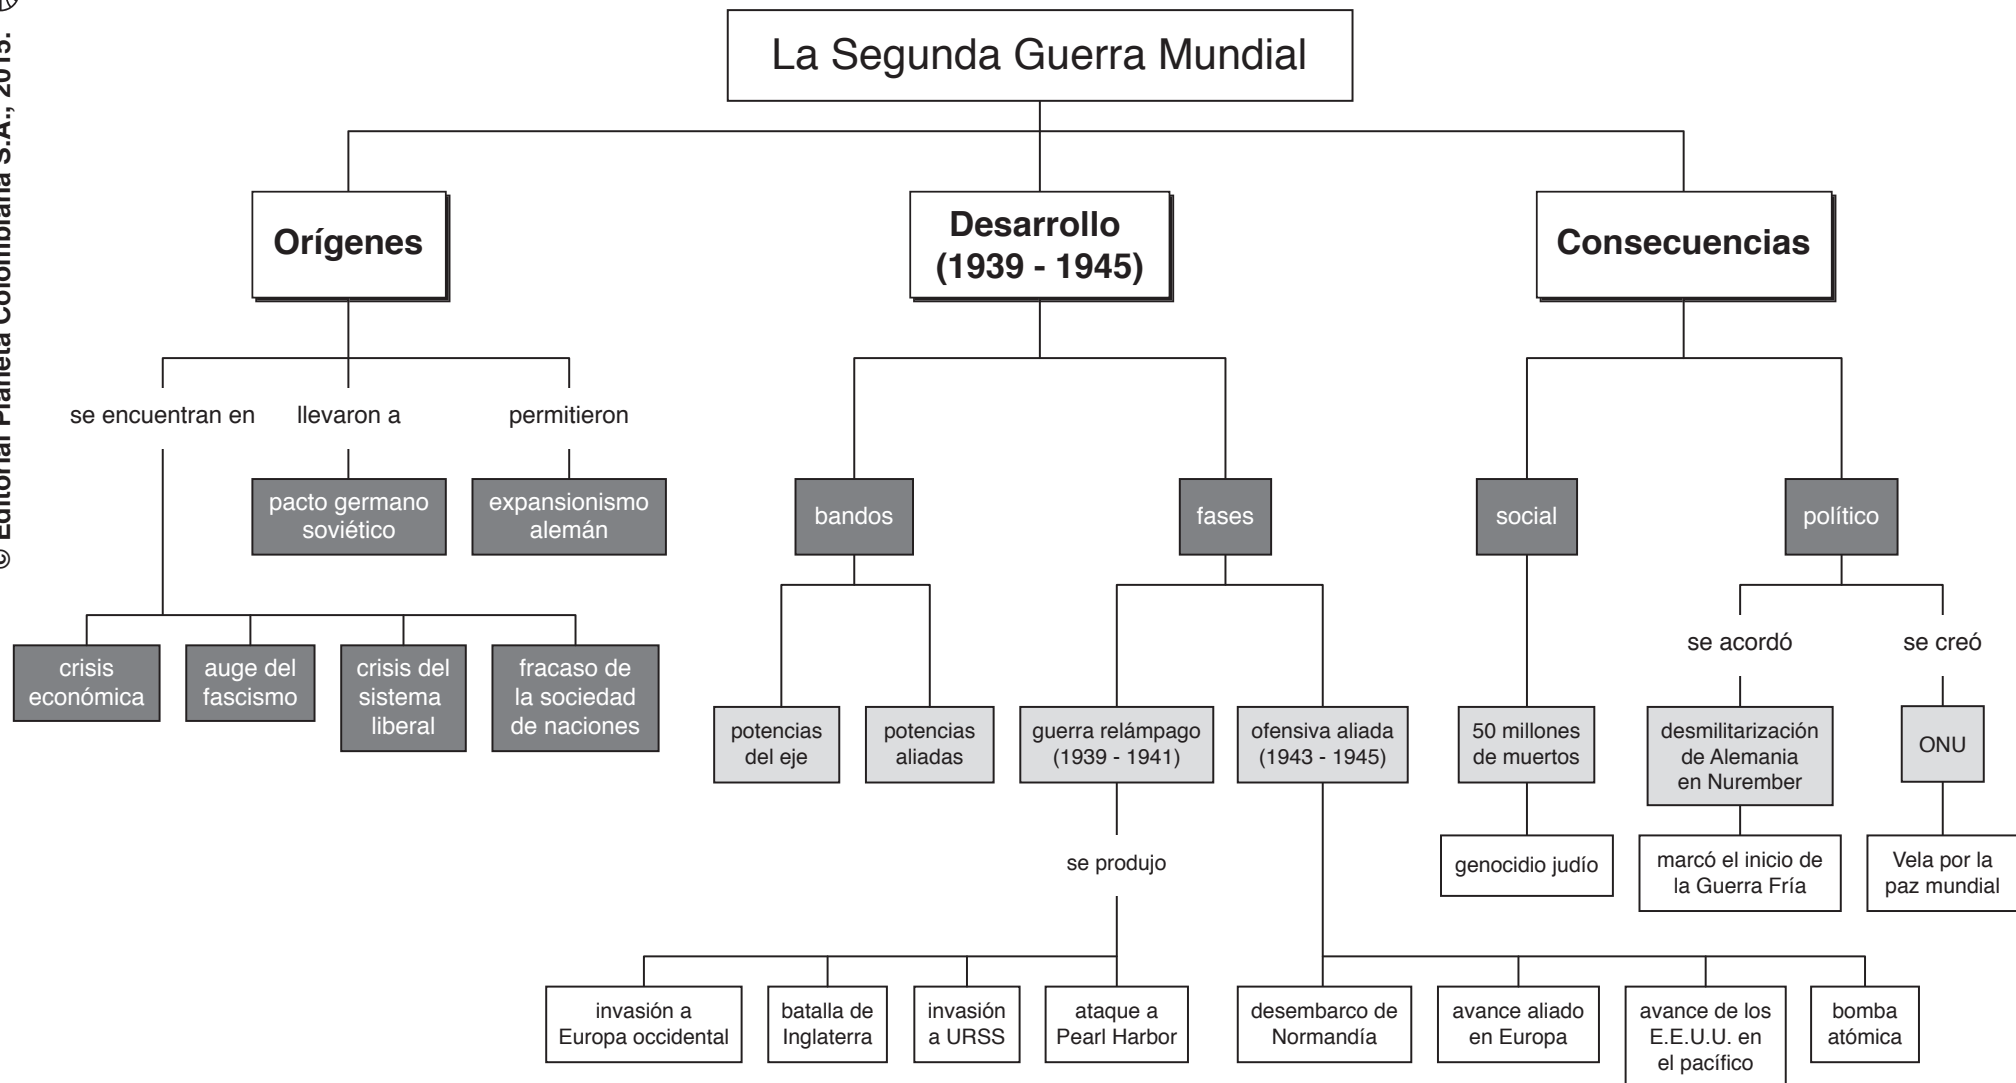 © Editorial Planeta Colombiana S.A., 2015.
La Segunda Guerra Mundial
Orígenes
Desarrollo
(1939 - 1945)
Consecuencias
se encuentran en
llevaron a
permitieron
pacto germano
soviético
expansionismo
alemán
bandos
fases
social
político
crisis
económica
auge del
fascismo
crisis del
sistema
liberal
fracaso de
la sociedad
de naciones
se acordó
se creó
potencias
del eje
potencias
aliadas
guerra relámpago
(1939 - 1941)
ofensiva aliada
(1943 - 1945)
50 millones
de muertos
desmilitarización
de Alemania
en Nurember
ONU
se produjo
genocidio judío
marcó el inicio de
la Guerra Fría
Vela por la
paz mundial
invasión a
Europa occidental
batalla de
Inglaterra
invasión
a URSS
ataque a
Pearl Harbor
desembarco de
Normandía
avance aliado
en Europa
avance de los
E.E.U.U. en
el pacífico
bomba
atómica